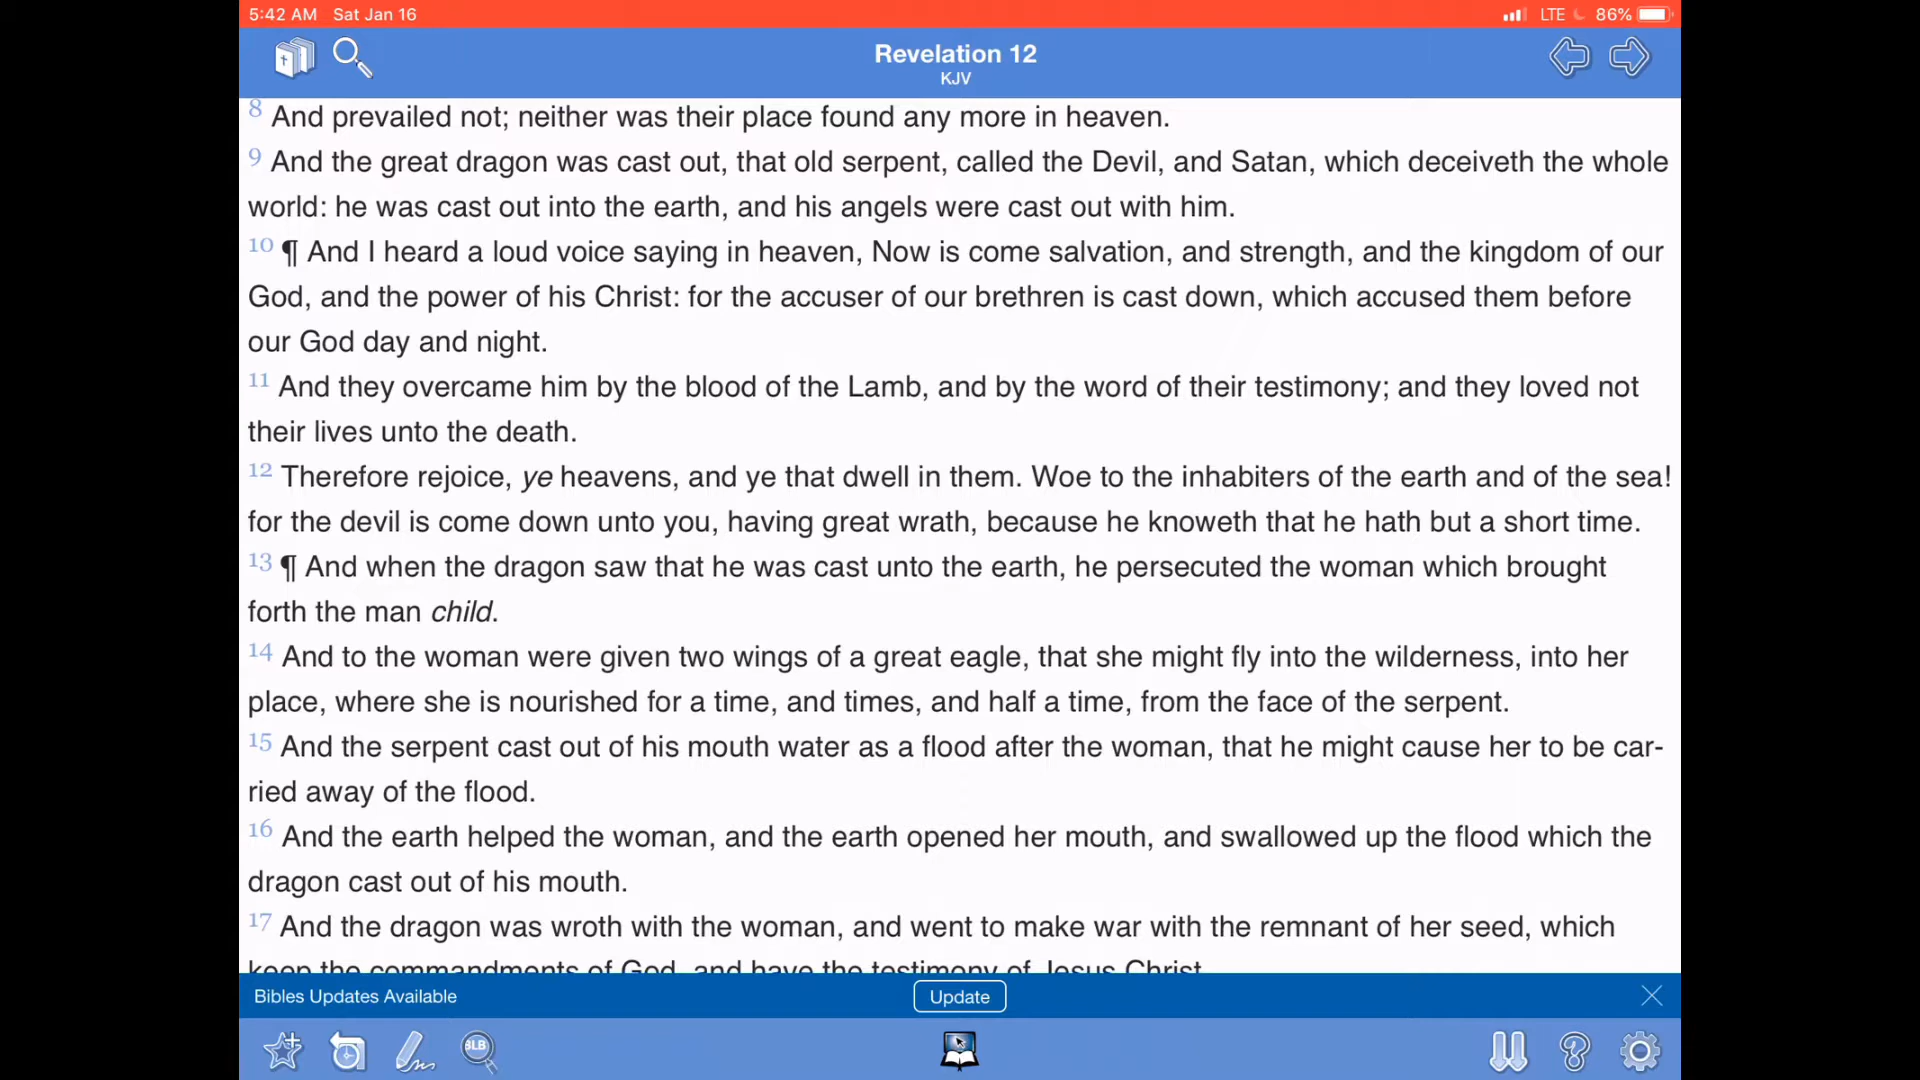 5:42 AM Sat Jan 16 LTE 86%
Revelation 12
KJV
8 And prevailed not; neither was their place found any more in heaven.
9 And the great dragon was cast out, that old serpent, called the Devil, and Satan, which deceiveth the whole
world: he was cast out into the earth, and his angels were cast out with him.
10 ¶ And I heard a loud voice saying in heaven, Now is come salvation, and strength, and the kingdom of our
God, and the power of his Christ: for the accuser of our brethren is cast down, which accused them before
our God day and night.
11 And they overcame him by the blood of the Lamb, and by the word of their testimony; and they loved not
their lives unto the death.
12 Therefore rejoice, ye heavens, and ye that dwell in them. Woe to the inhabiters of the earth and of the sea!
for the devil is come down unto you, having great wrath, because he knoweth that he hath but a short time.
13 ¶ And when the dragon saw that he was cast unto the earth, he persecuted the woman which brought
forth the man child.
14 And to the woman were given two wings of a great eagle, that she might fly into the wilderness, into her
place, where she is nourished for a time, and times, and half a time, from the face of the serpent.
15 And the serpent cast out of his mouth water as a flood after the woman, that he might cause her to be car-
ried away of the flood.
16 And the earth helped the woman, and the earth opened her mouth, and swallowed up the flood which the
dragon cast out of his mouth.
17 And the dragon was wroth with the woman, and went to make war with the remnant of her seed, which
keep the commandments of God, and have the testimony of Jesus Christ
Bibles Updates Available Update
BLB